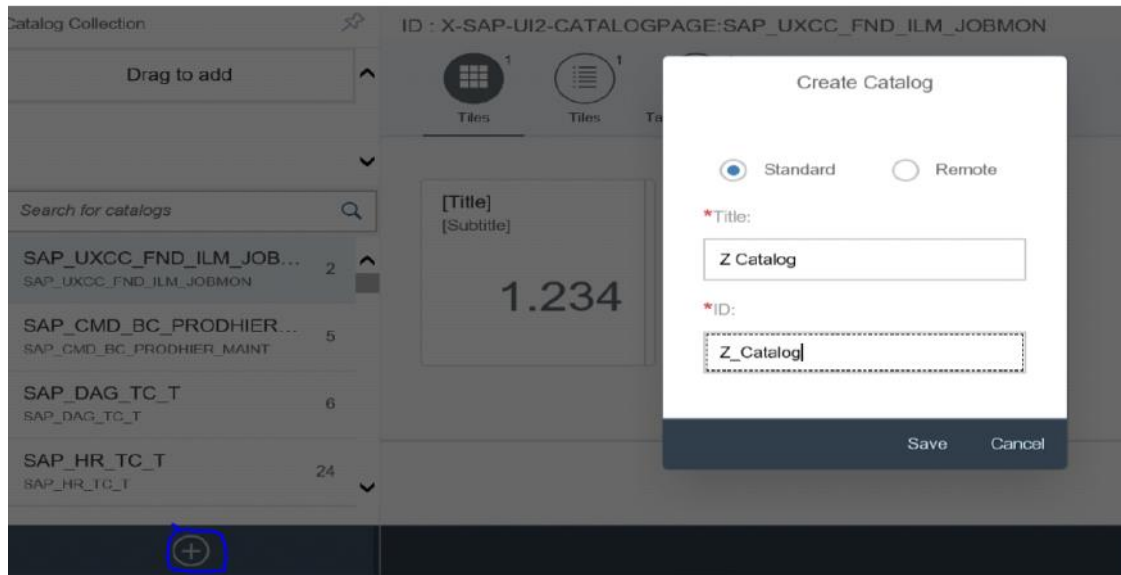 Catalog Collection
Drag to add
Search for catalogs
SAP_UXCC_FND_ILM_JOB... 2
SAP_UXCC_FND_ILM_JOBMON
SAP_CMD_BC_PRODHIER... 5
SAP_CMD_BC_PRODHIER_MAINT
SAP_DAG_TC_T 6
SAP_DAG_TC_T
SAP_HR_TC_T 24
SAP_HR_TC_T
ID : X-SAP-UI2-CATALOGPAGE:SAP_UXCC_FND_ILM_JOBMON
1 1
Tiles Tiles Ta
[Title]
[Subtitle]
1.234
Create Catalog
Standard Remote
*Title:
Z Catalog
*ID:
Z_Catalog
Save Cancel